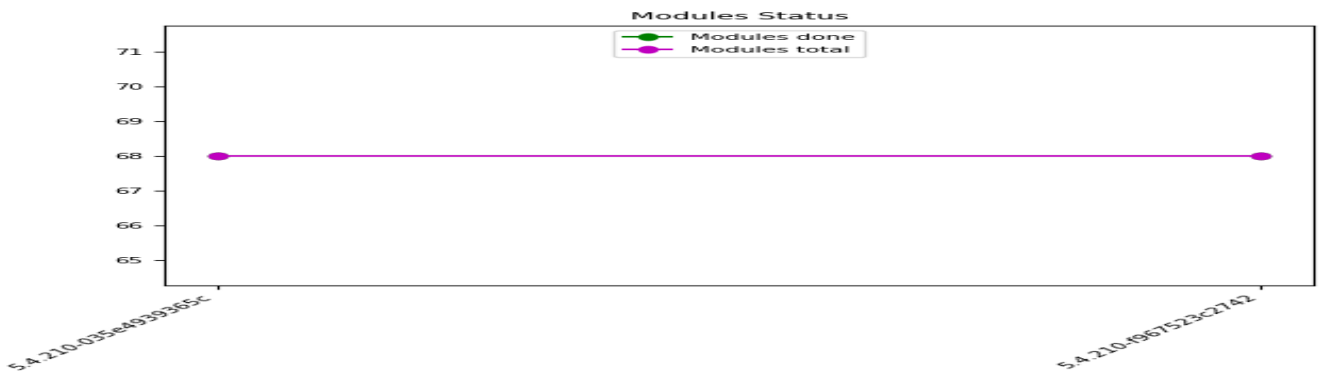 Modules Status
Modules done
Modules total
71
70
69
68
67
66
65
5.4.210-035e4939365c
5.4.210-f967523c2742